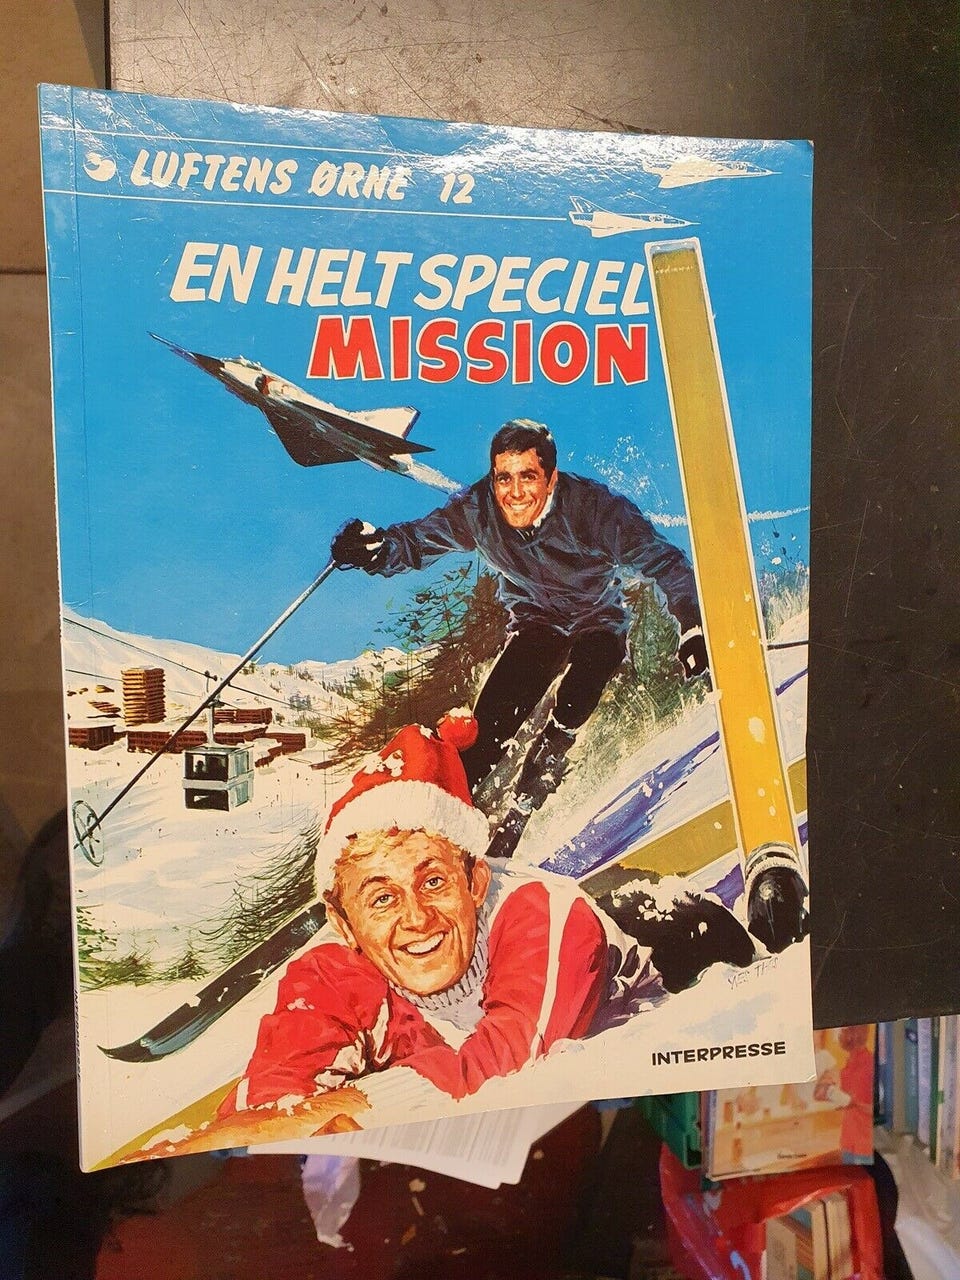 LUFTENS ØRNE 12
EN HELT SPECIEL
MISSION
INTERPRESSE